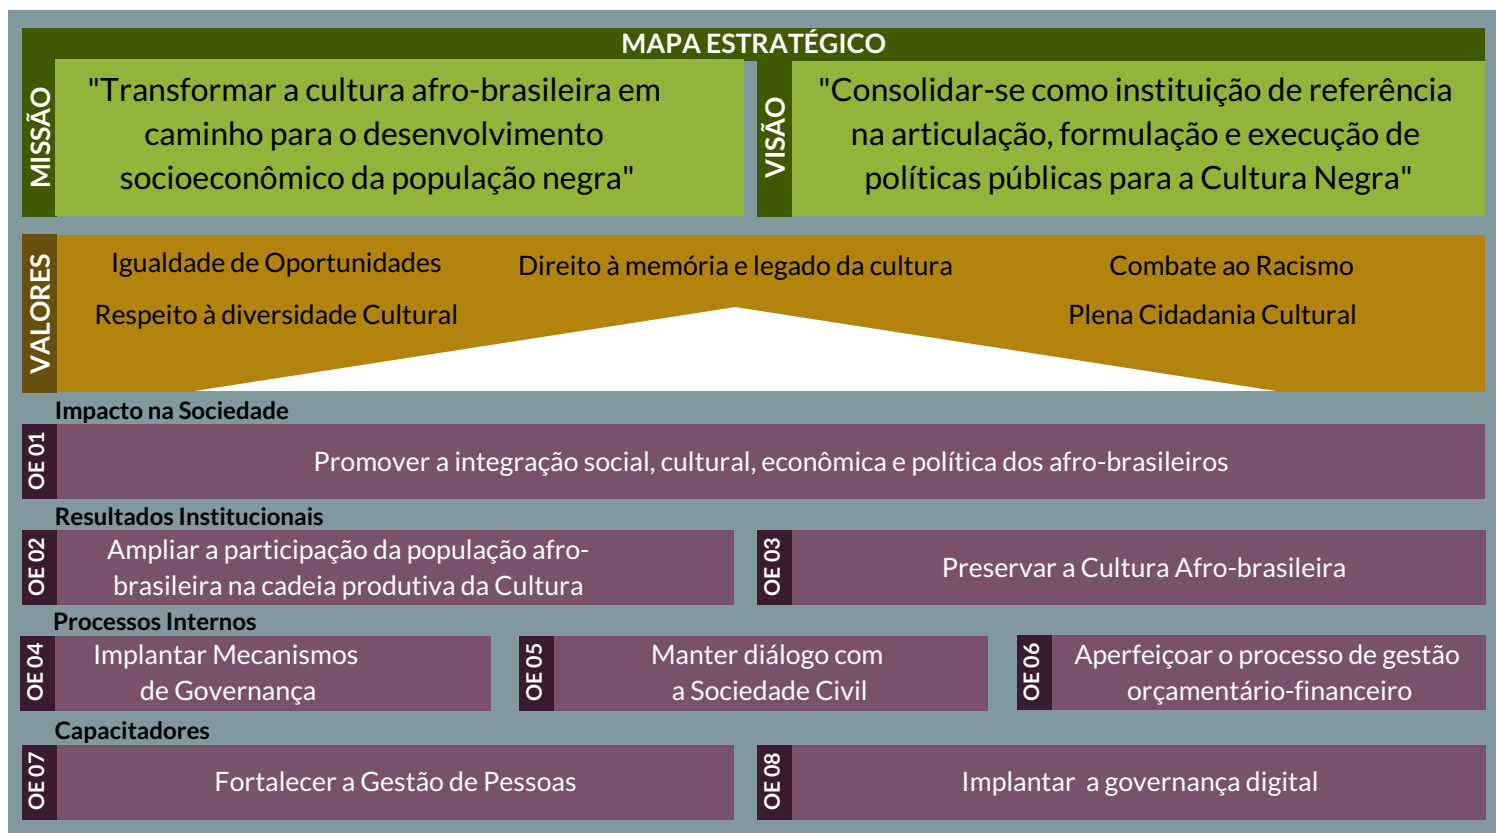 MAPA ESTRATÉGICO
MISSÃO
"Transformar a cultura afro-brasileira em
caminho para o desenvolvimento
socioeconômico da população negra"
VISÃO
"Consolidar-se como instituição de referência
na articulação, formulação e execução de
políticas públicas para a Cultura Negra"
VALORES
Igualdade de Oportunidades
Direito à memória e legado da cultura
Combate ao Racismo
Respeito à diversidade Cultural
Plena Cidadania Cultural
Impacto na Sociedade
OE 01
Promover a integração social, cultural, econômica e política dos afro-brasileiros
Resultados Institucionais
OE 02
Ampliar a participação da população afro-
brasileira na cadeia produtiva da Cultura
OE 03
Preservar a Cultura Afro-brasileira
Processos Internos
OE 04
Implantar Mecanismos
de Governança
OE 05
Manter diálogo com
a Sociedade Civil
OE 06
Aperfeiçoar o processo de gestão
orçamentário-financeiro
Capacitadores
OE 07
Fortalecer a Gestão de Pessoas
OE 08
Implantar a governança digital